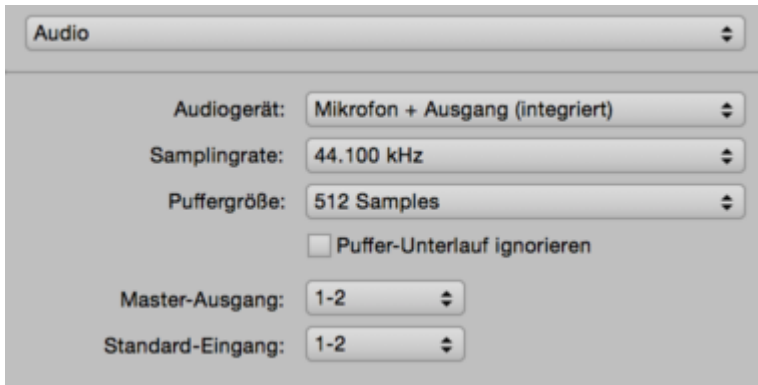 Audio
Audiogerät: Mikrofon + Ausgang (integriert)
Samplingrate: 44.100 kHz
Puffergröße: 512 Samples
Puffer-Unterlauf ignorieren
Master-Ausgang: 1-2
Standard-Eingang: 1-2